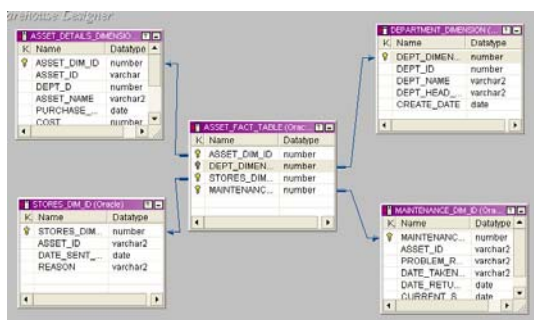 Warehouse Designer
ASSET_DETAILS_DIMENSIO...
K Name Datatype
ASSET_DIM_ID number
ASSET_ID varchar
DEPT_D number
ASSET_NAME varchar2
PURCHASE_... date
COST number
DEPARTMENT_DIMENSION (...
K Name Datatype
DEPT_DIMEN... number
DEPT_ID number
DEPT_NAME varchar2
DEPT_HEAD_... varchar2
CREATE_DATE date
ASSET_FACT_TABLE (Orac...
K Name Datatype
ASSET_DIM_ID number
DEPT_DIMEN... number
STORES_DIM... number
MAINTENANC... number
STORES_DIM_ID (Oracle)
K Name Datatype
STORES_DIM... number
ASSET_ID varchar2
DATE_SENT_... date
REASON varchar2
MAINTENANCE_DIM_ID (Ora...
K Name Datatype
MAINTENANC... number
ASSET_ID varchar2
PROBLEM_R... varchar2
DATE_TAKEN... varchar2
DATE_RETU... date
CURRENT_S... date